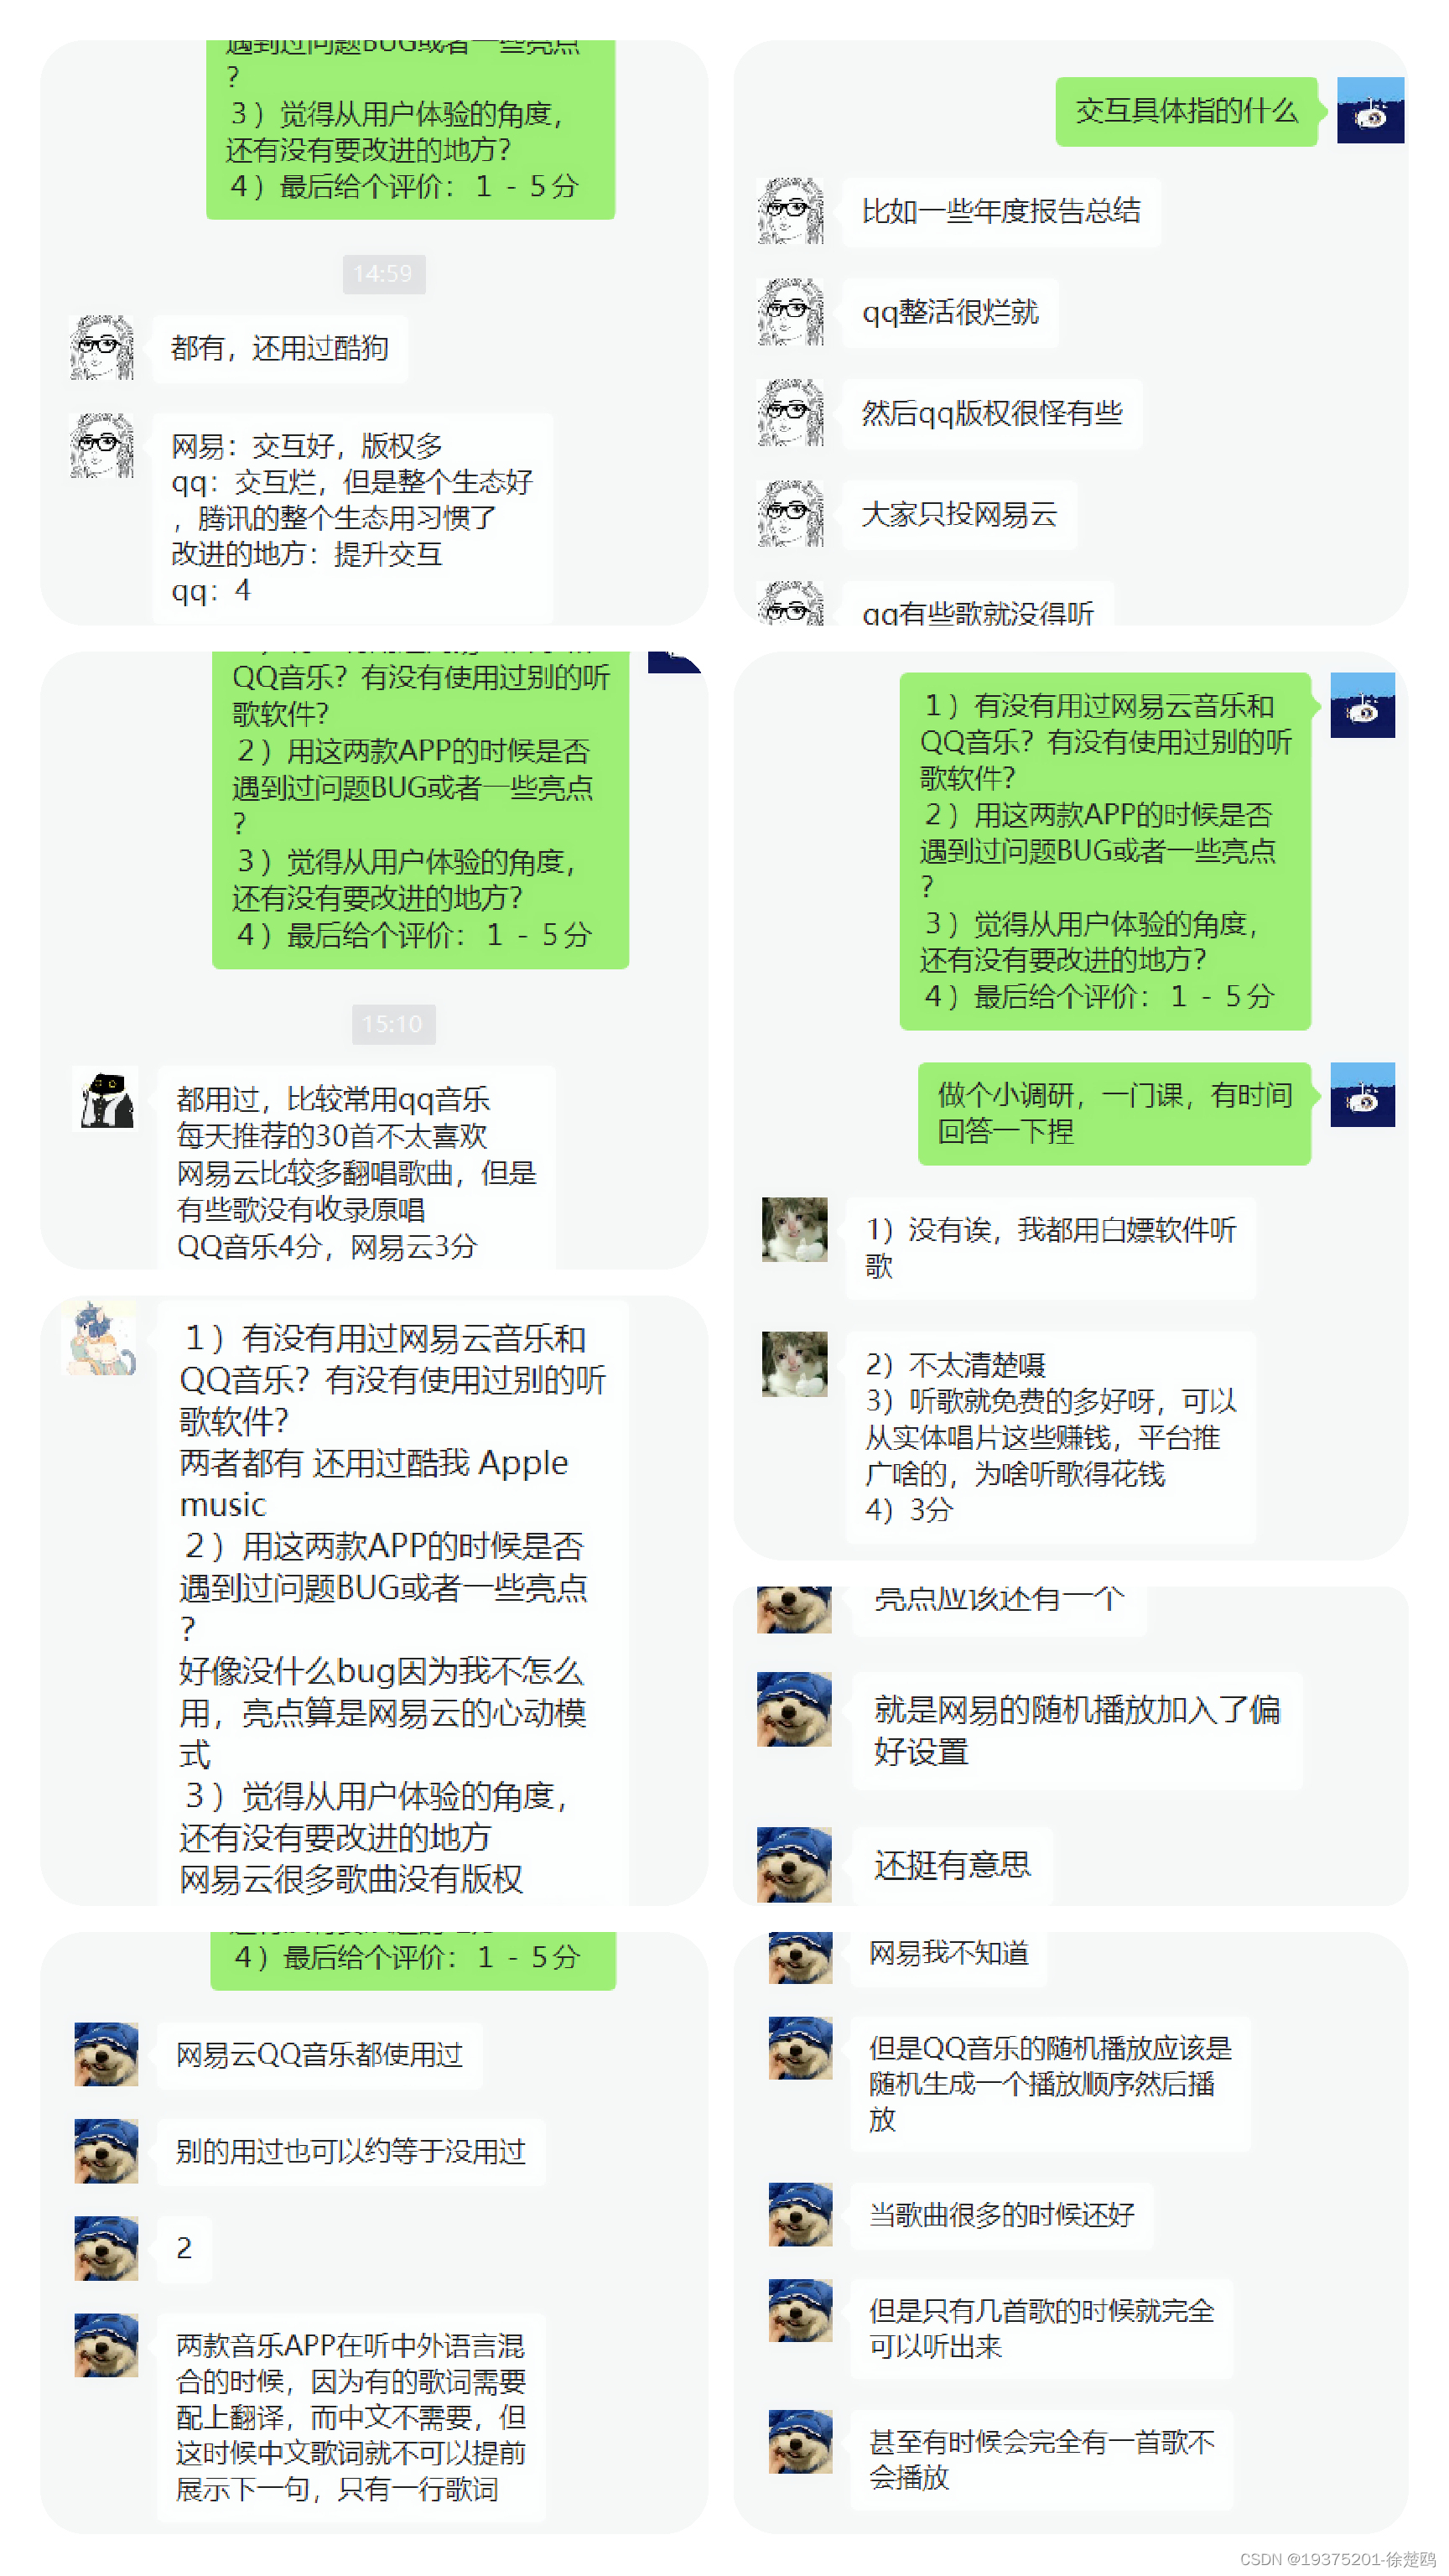 遇到过问题BUG或者一些亮点
?
3）觉得从用户体验的角度，
还有没有要改进的地方?
4）最后给个评价：1 - 5分
14:59
都有，还用过酷狗
网易：交互好，版权多
qq：交互烂，但是整个生态好
，腾讯的整个生态用习惯了
改进的地方：提升交互
qq：4
交互具体指的什么
比如一些年度报告总结
qq整活很烂就
然后qq版权很怪有些
大家只投网易云
qq有些歌就没得听
QQ音乐？有没有使用过别的听
歌软件?
2）用这两款APP的时候是否
遇到过问题BUG或者一些亮点
?
3）觉得从用户体验的角度，
还有没有要改进的地方?
4）最后给个评价：1 - 5分
15:10
都用过，比较常用qq音乐
每天推荐的30首不太喜欢
网易云比较多翻唱歌曲，但是
有些歌没有收录原唱
QQ音乐4分，网易云3分
1）有没有用过网易云音乐和
QQ音乐？有没有使用过别的听
歌软件?
2）用这两款APP的时候是否
遇到过问题BUG或者一些亮点
?
3）觉得从用户体验的角度，
还有没有要改进的地方?
4）最后给个评价：1 - 5分
做个小调研，一门课，有时间
回答一下捏
1）没有诶，我都用白嫖软件听
歌
2）不太清楚嗫
3）听歌就免费的多好呀，可以
从实体唱片这些赚钱，平台推
广啥的，为啥听歌得花钱
4）3分
1）有没有用过网易云音乐和
QQ音乐？有没有使用过别的听
歌软件?
两者都有 还用过酷我 Apple
music
2）用这两款APP的时候是否
遇到过问题BUG或者一些亮点
?
好像没什么bug因为我不怎么
用，亮点算是网易云的心动模
式
3）觉得从用户体验的角度，
还有没有要改进的地方
网易云很多歌曲没有版权
亮点应该还有一个
就是网易的随机播放加入了偏
好设置
还挺有意思
4）最后给个评价：1 - 5分
网易云QQ音乐都使用过
别的用过也可以约等于没用过
2
两款音乐APP在听中外语言混
合的时候，因为有的歌词需要
配上翻译，而中文不需要，但
这时候中文歌词就不可以提前
展示下一句，只有一行歌词
网易我不知道
但是QQ音乐的随机播放应该是
随机生成一个播放顺序然后播
放
当歌曲很多的时候还好
但是只有几首歌的时候就完全
可以听出来
甚至有时候会完全有一首歌不
会播放
CSDN @19375201-徐楚鸥